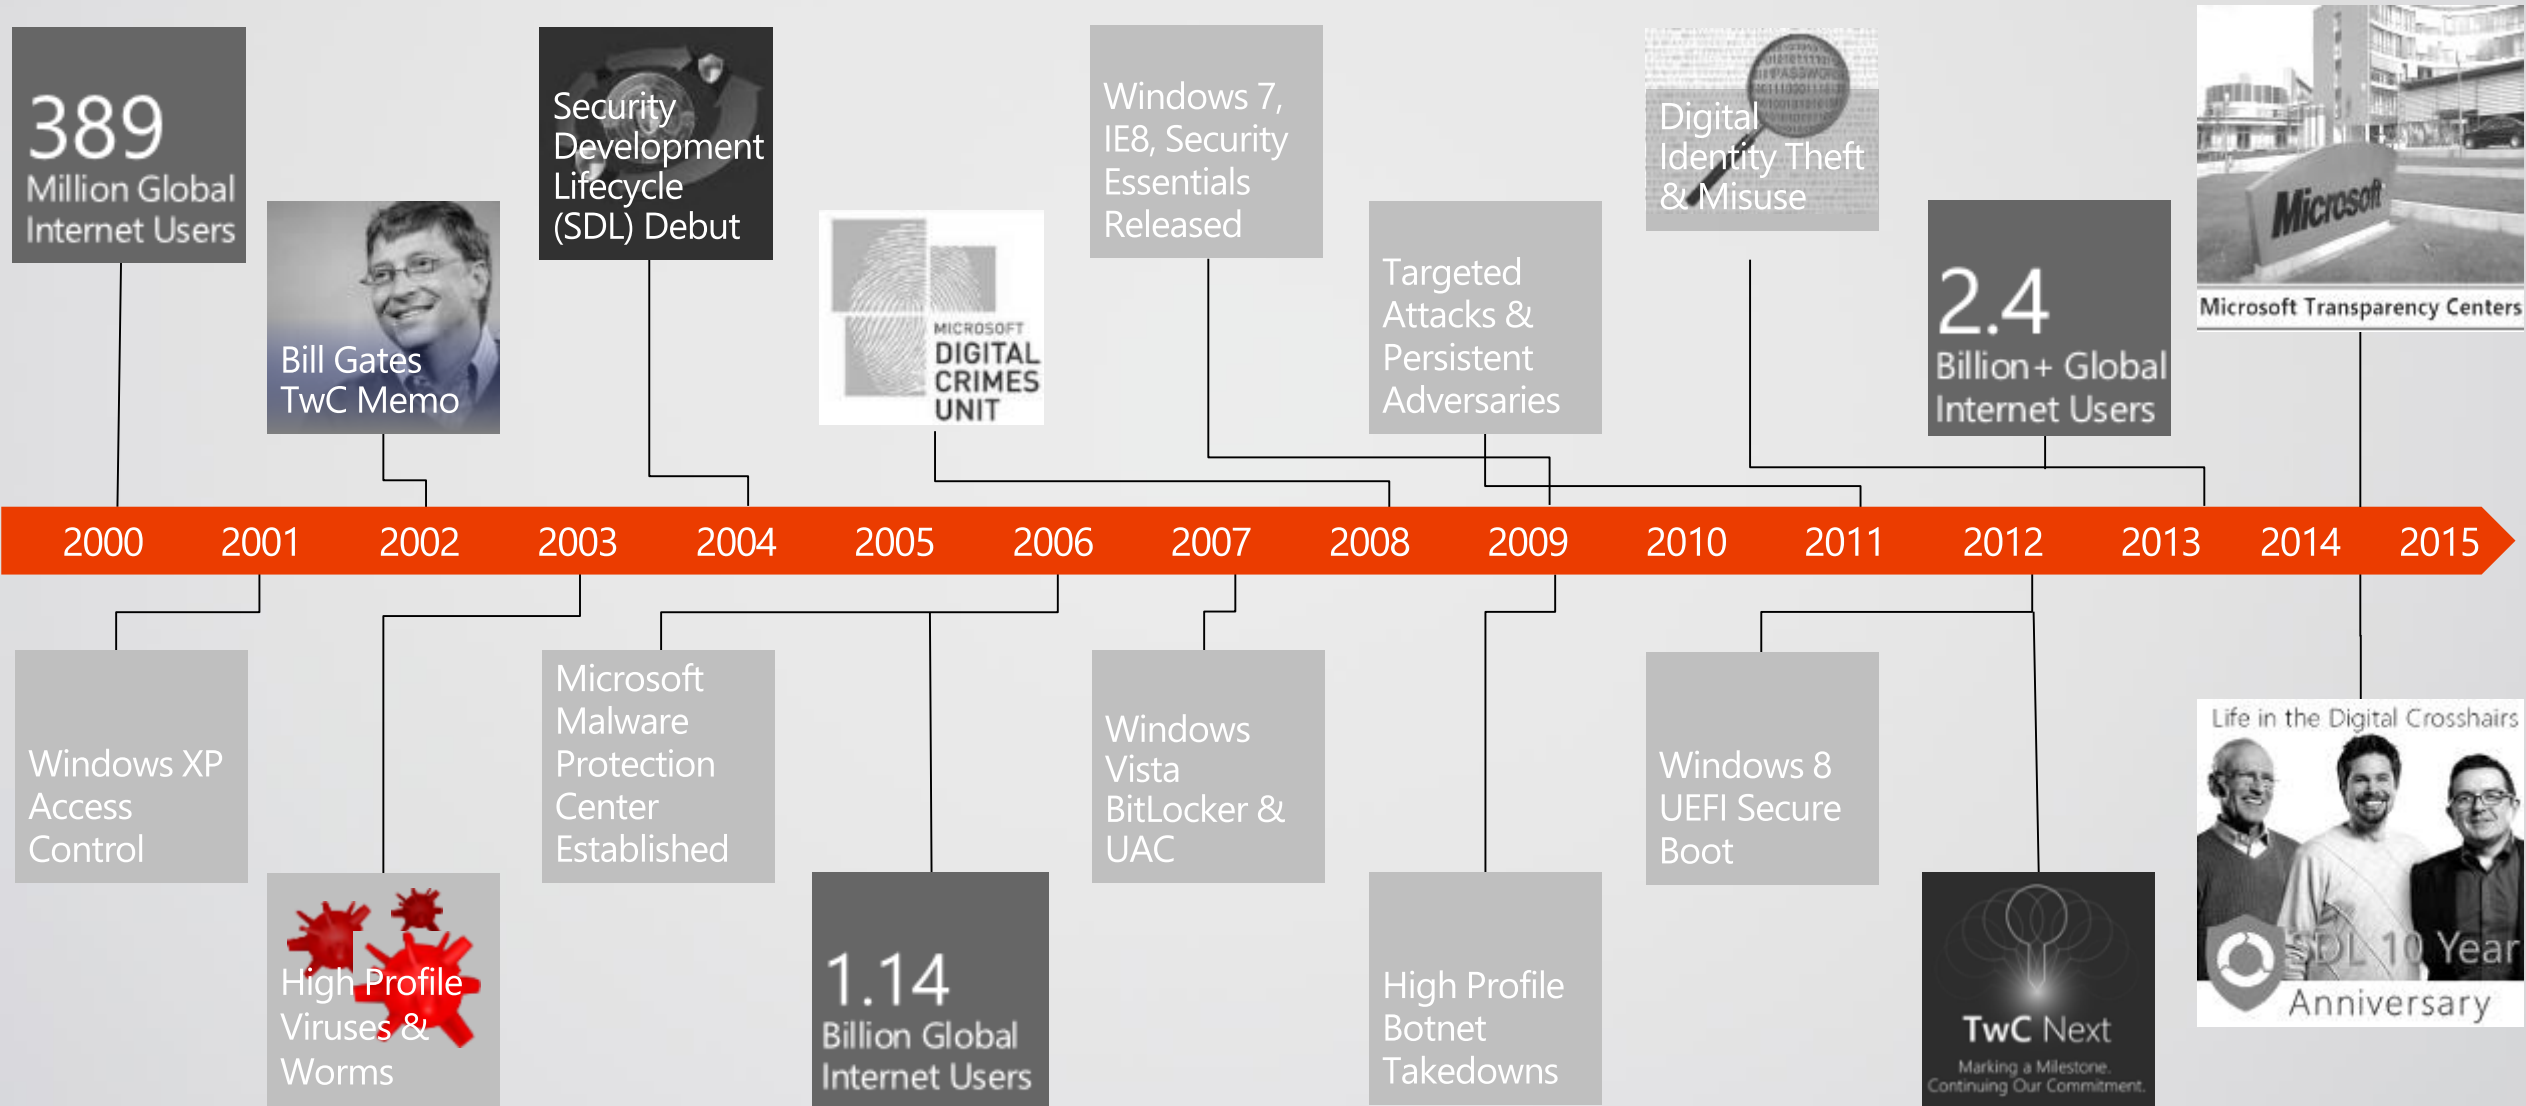 389
Million Global
Internet Users
Bill Gates
TwC Memo
Security
Development
Lifecycle
(SDL) Debut
MICROSOFT
DIGITAL
CRIMES
UNIT
Windows 7,
IE8, Security
Essentials
Released
Targeted
Attacks &
Persistent
Adversaries
Digital
Identity Theft
& Misuse
2.4
Billion+ Global
Internet Users
Microsoft
Microsoft Transparency Centers
2000 2001 2002 2003 2004 2005 2006 2007 2008 2009 2010 2011 2012 2013 2014 2015
Windows XP
Access
Control
High Profile
Viruses &
Worms
Microsoft
Malware
Protection
Center
Established
1.14
Billion Global
Internet Users
Windows
Vista
BitLocker &
UAC
High Profile
Botnet
Takedowns
Windows 8
UEFI Secure
Boot
TwC Next
Marking a Milestone.
Continuing Our Commitment.
Life in the Digital Crosshairs
SDL 10 Year
Anniversary